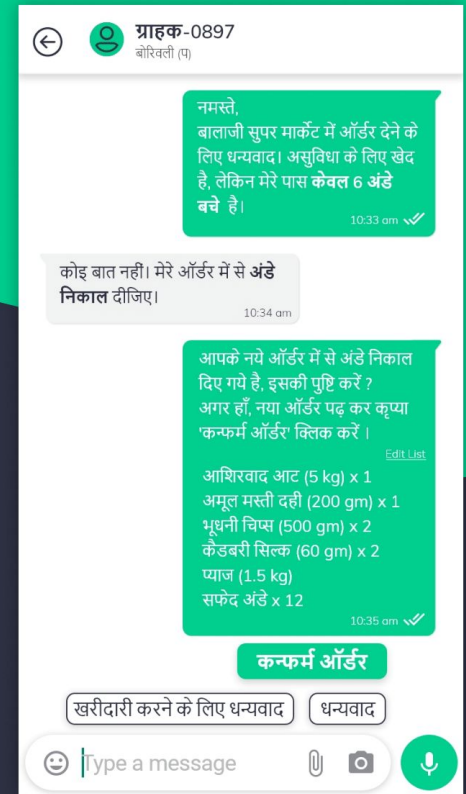 ग्राहक-0897
बोरिवली (प)
नमस्ते,
बालाजी सुपर मार्केट में ऑर्डर देने के
लिए धन्यवाद। असुविधा के लिए खेद
है, लेकिन मेरे पास केवल 6 अंडे
बचे है।
10:33 am
कोइ बात नहीं। मेरे ऑर्डर में से अंडे
निकाल दीजिए।
10:34 am
आपके नये ऑर्डर में से अंडे निकाल
दिए गये है, इसकी पुष्टि करें ?
अगर हाँ, नया ऑर्डर पढ़ कर कृप्या
'कन्फर्म ऑर्डर' क्लिक करें ।
Edit List
आशिरवाद आट (5 kg) x 1
अमूल मस्ती दही (200 gm) x 1
भूधनी चिप्स (500 gm) x 2
कैडबरी सिल्क (60 gm) x 2
प्याज (1.5 kg)
सफेद अंडे x 12
10:35 am
कन्फर्म ऑर्डर
खरीदारी करने के लिए धन्यवाद धन्यवाद
Type a message